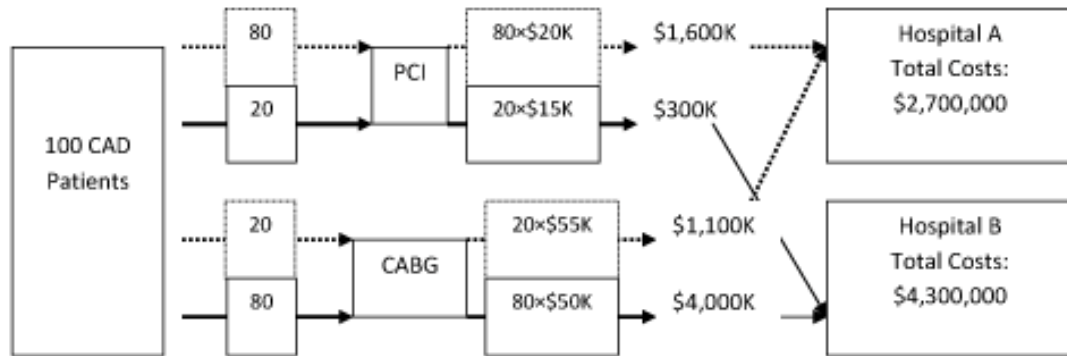 100 CAD
Patients
80
20
PCI
80×$20K
20×$15K
$1,600K
$300K
Hospital A
Total Costs:
$2,700,000
20
80
CABG
20×$55K
80×$50K
$1,100K
$4,000K
Hospital B
Total Costs:
$4,300,000